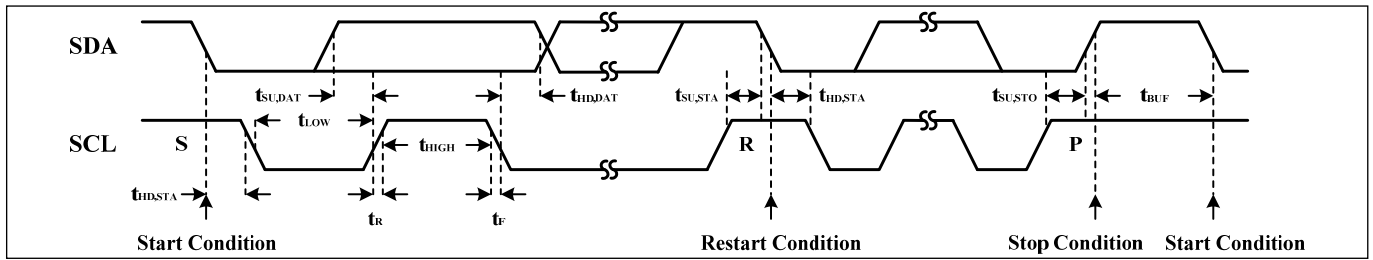 SDA
tSU,DAT
tHD,DAT
tSU,STA
tHD,STA
tSU,STO
tBUF
tLOW
SCL
S
tHIGH
R
P
tHD,STA
tR
tF
Start Condition
Restart Condition
Stop Condition
Start Condition